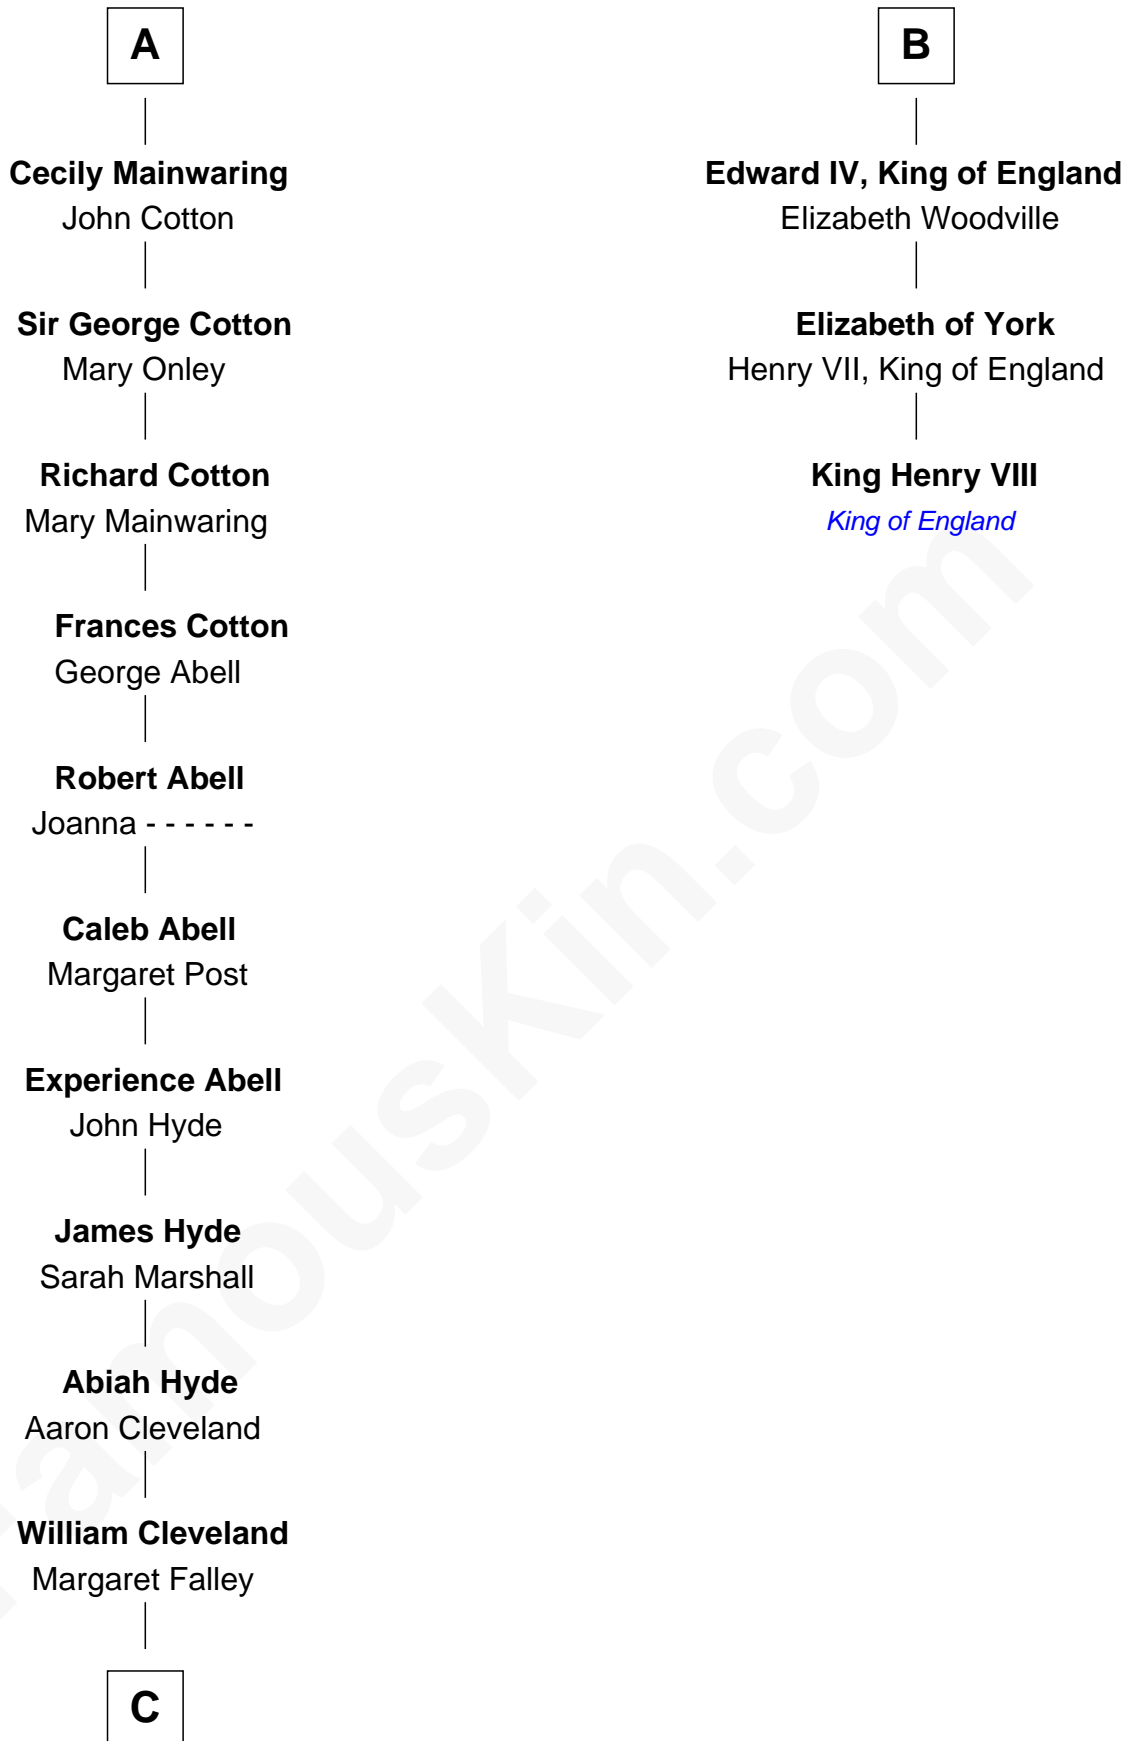 A
Cecily Mainwaring
John Cotton
Sir George Cotton
Mary Onley
Richard Cotton
Mary Mainwaring
Frances Cotton
George Abell
Robert Abell
Joanna - - - - - -
Caleb Abell
Margaret Post
Experience Abell
John Hyde
James Hyde
Sarah Marshall
Abiah Hyde
Aaron Cleveland
William Cleveland
Margaret Falley
C
B
Edward IV, King of England
Elizabeth Woodville
Elizabeth of York
Henry VII, King of England
King Henry VIII
King of England
FamousKin.com